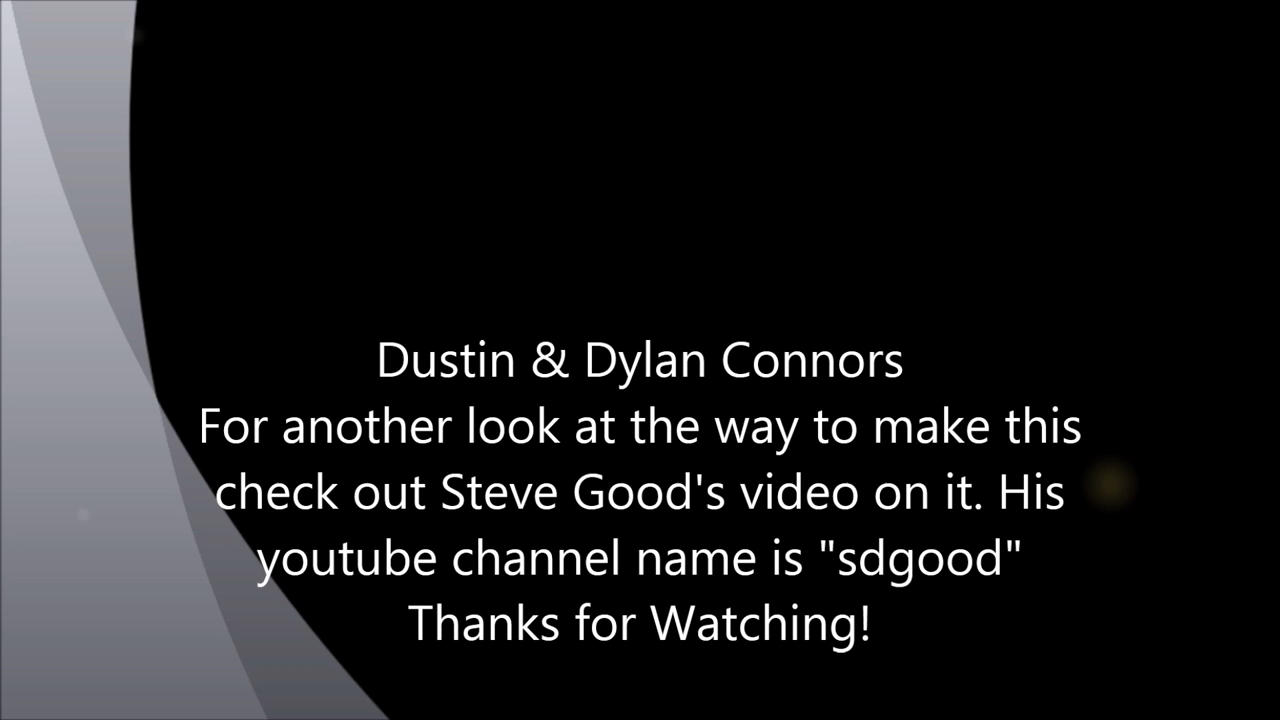 Dustin & Dylan Connors
For another look at the way to make this
check out Steve Good's video on it. His
youtube channel name is "sdgood"
Thanks for Watching!